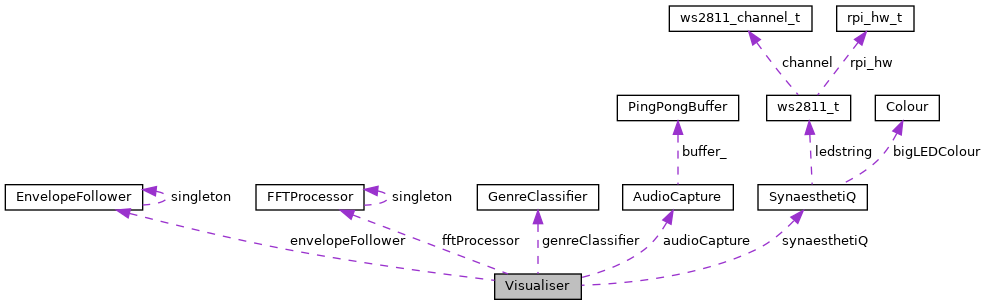 ws2811_channel_t rpi_hw_t
channel rpi_hw
PingPongBuffer ws2811_t Colour
buffer_ ledstring bigLEDColour
EnvelopeFollower singleton FFTProcessor singleton GenreClassifier AudioCapture SynaesthetiQ
envelopeFollower fftProcessor genreClassifier audioCapture synaesthetiQ
Visualiser